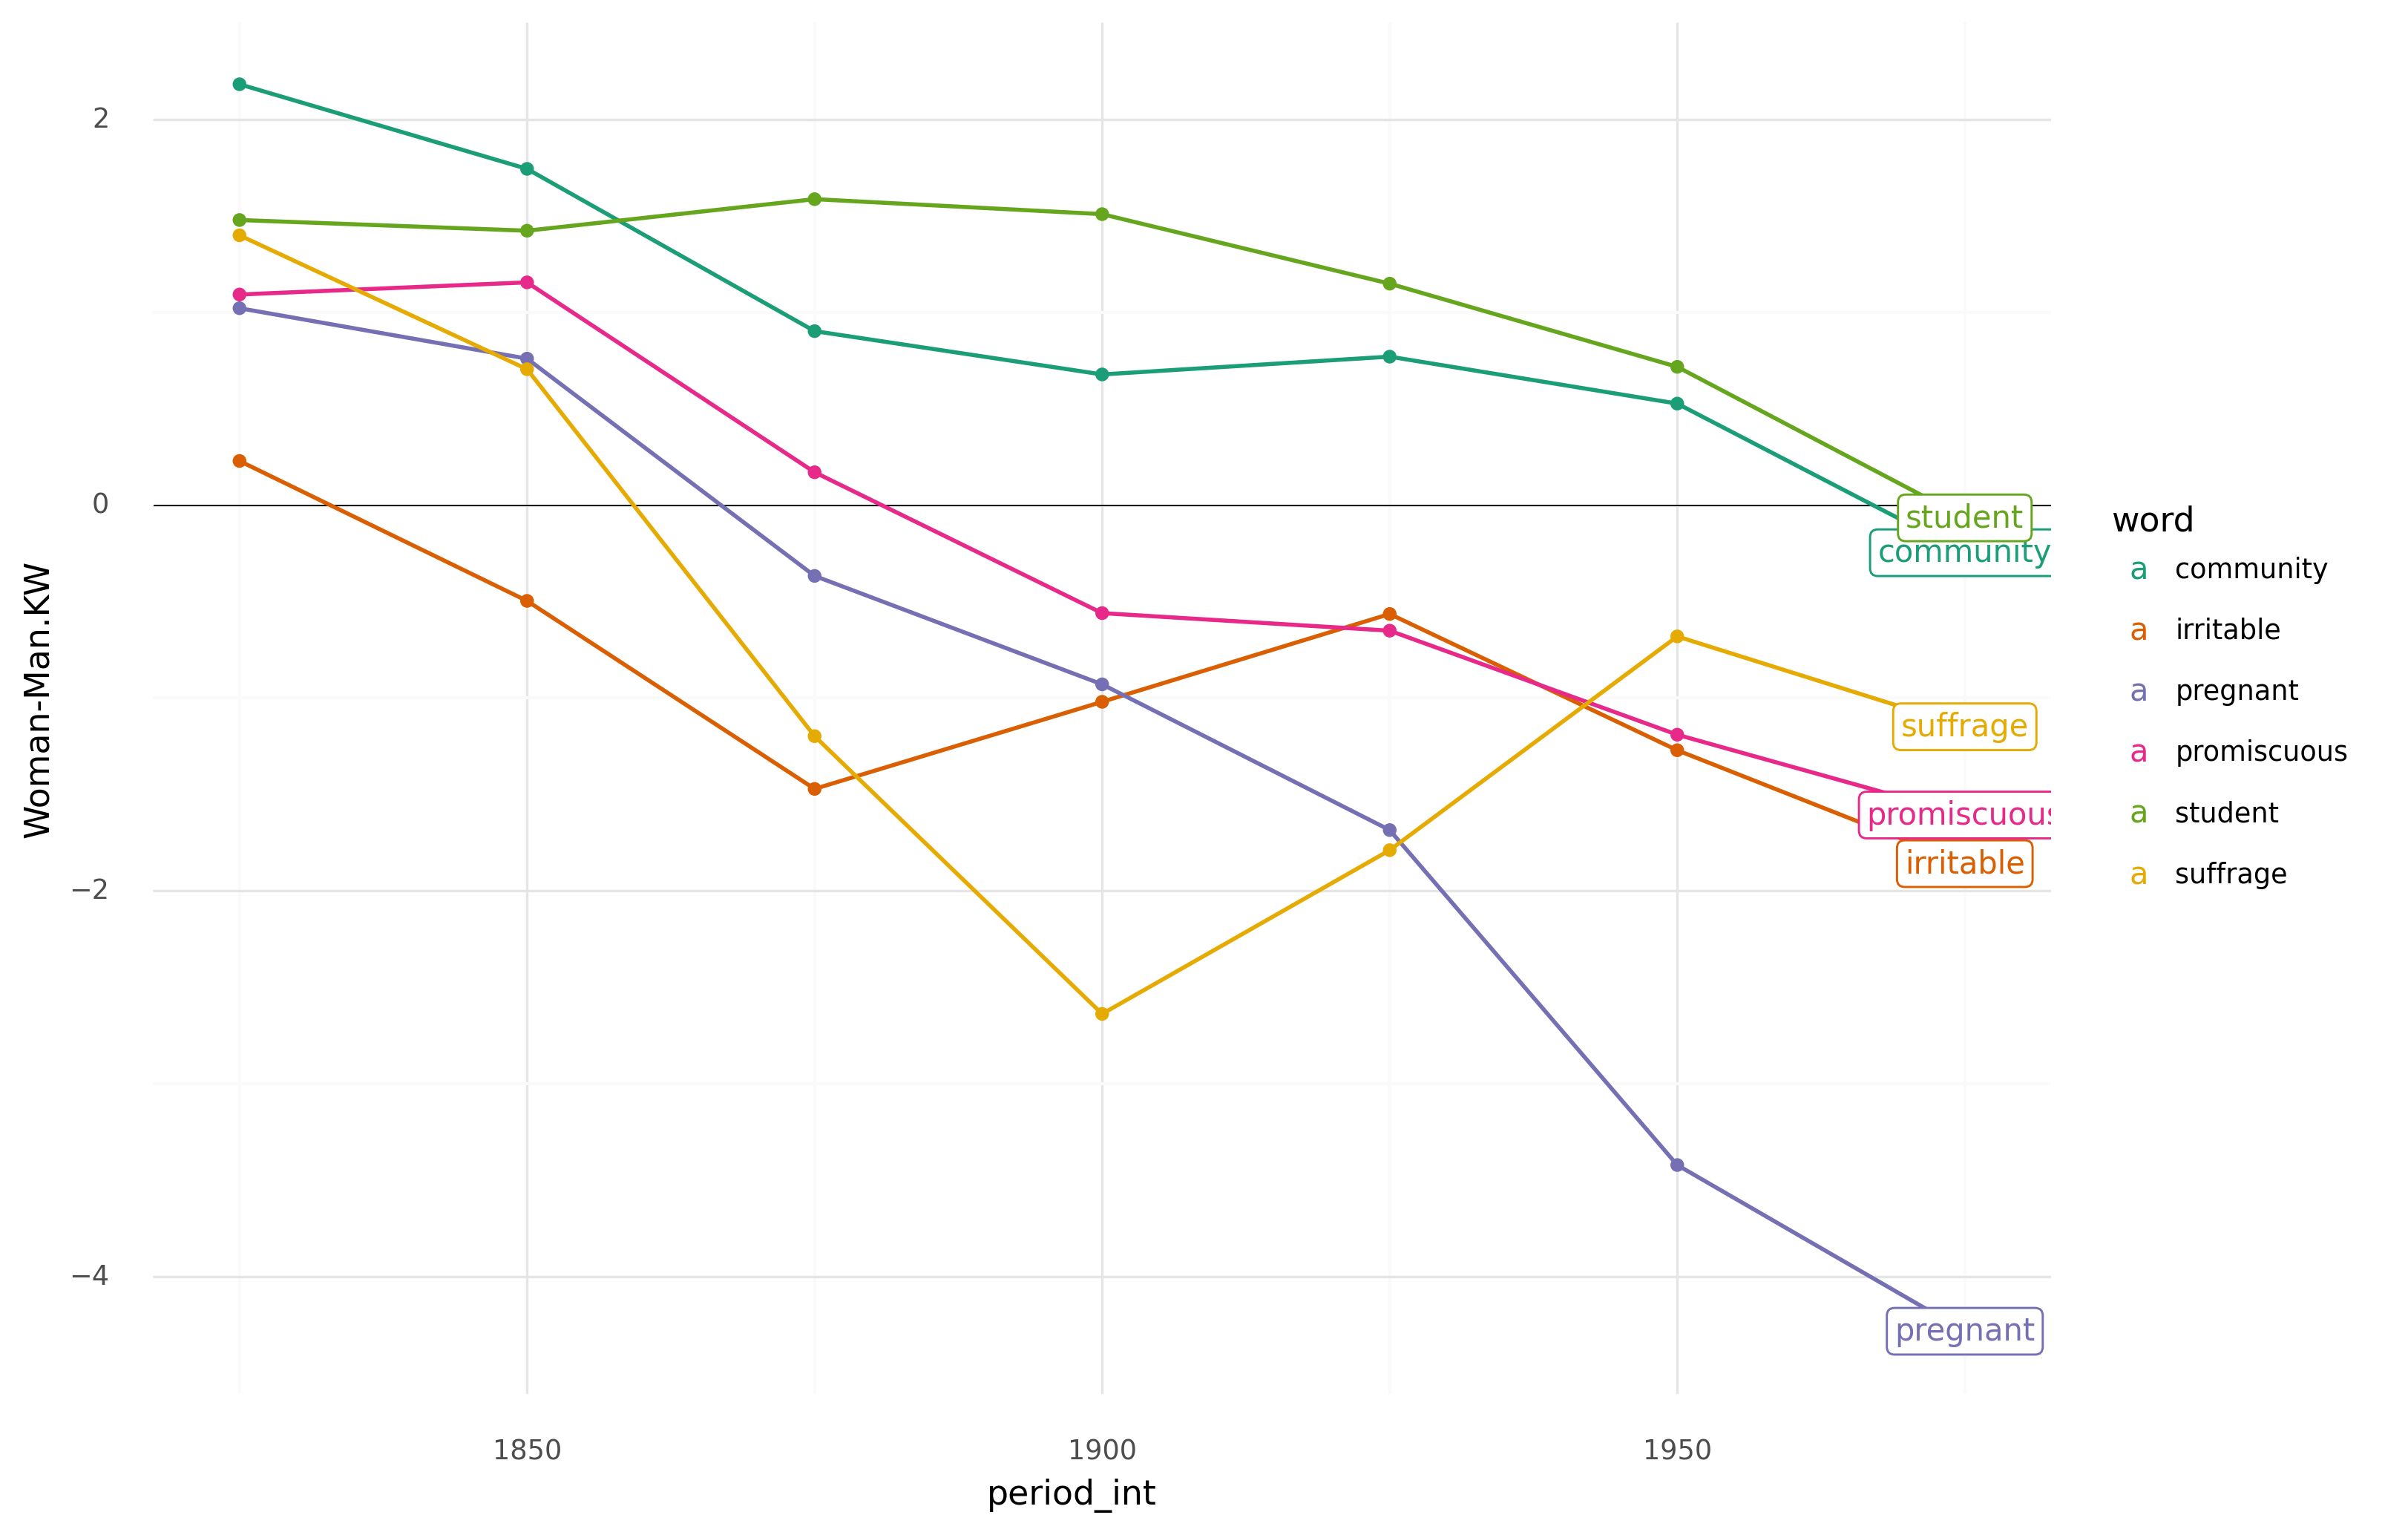 2
0
−2
−4
Woman-Man.KW
1850
1900
1950
period_int
student
community
suffrage
promiscuous
irritable
pregnant
word
a community
a irritable
a pregnant
a promiscuous
a student
a suffrage